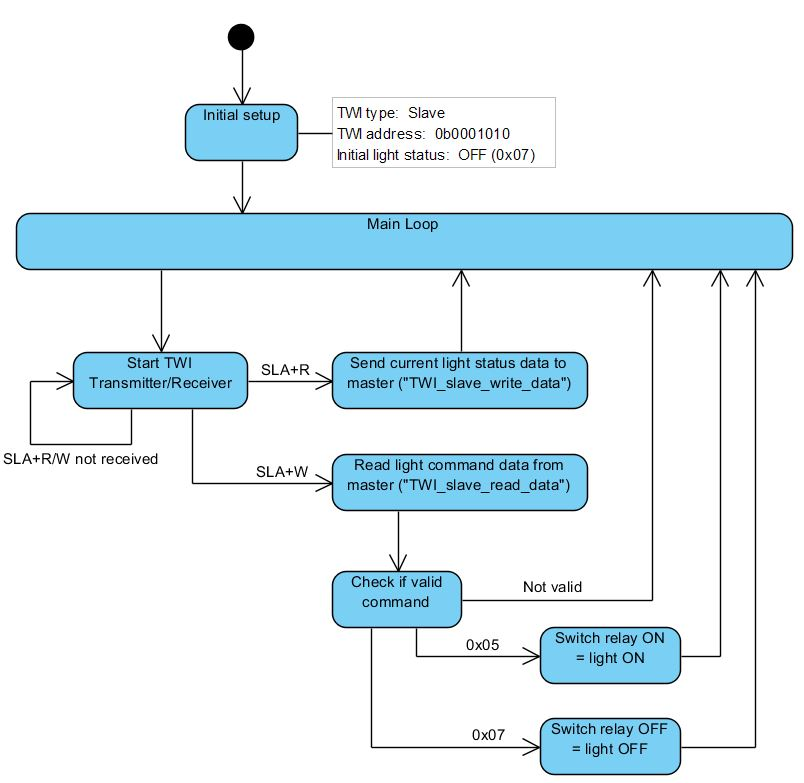 Initial setup
TWI type:  Slave
TWI address:  0b0001010
Initial light status:  OFF (0x07)
Main Loop
Start TWI
Transmitter/Receiver
SLA+R
Send current light status data to
master ("TWI_slave_write_data")
SLA+R/W not received
SLA+W
Read light command data from
master ("TWI_slave_read_data")
Check if valid
command
Not valid
0x05
Switch relay ON
= light ON
0x07
Switch relay OFF
= light OFF